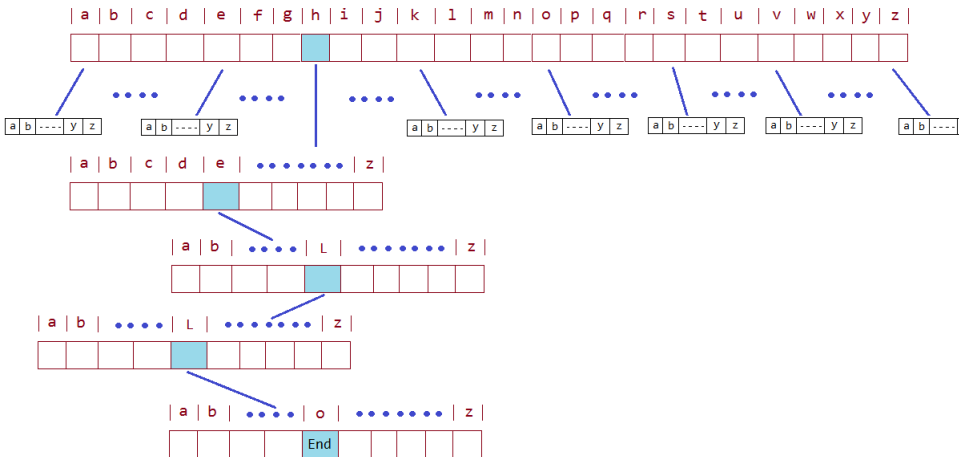 | a | b | c | d | e | f | g | h | i | j | k | l | m | n | o | p | q | r | s | t | u | v | w | x | y | z |
a b ---- y z a b ---- y z a b ---- y z a b ---- y z a b ---- y z a b ---- y z a b ----
| a | b | c | d | e | ....... | z |
| a | b | .... | L | ....... | z |
| a | b | .... | L | ....... | z |
| a | b | .... | o | ....... | z |
End